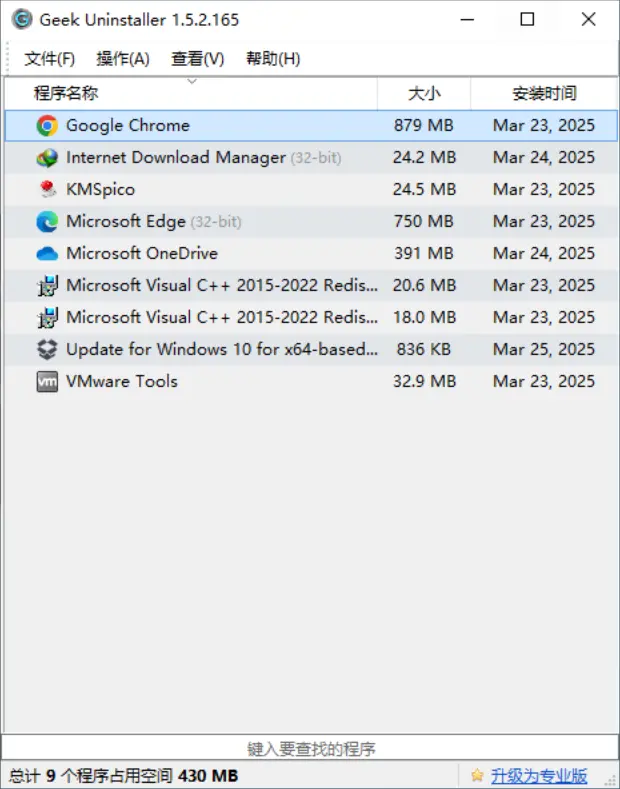 Geek Uninstaller 1.5.2.165
文件(F) 操作(A) 查看(V) 帮助(H)
程序名称 大小 安装时间
Google Chrome 879 MB Mar 23, 2025
Internet Download Manager (32-bit) 24.2 MB Mar 24, 2025
KMSpico 24.5 MB Mar 23, 2025
Microsoft Edge (32-bit) 750 MB Mar 23, 2025
Microsoft OneDrive 391 MB Mar 24, 2025
Microsoft Visual C++ 2015-2022 Redis... 20.6 MB Mar 23, 2025
Microsoft Visual C++ 2015-2022 Redis... 18.0 MB Mar 23, 2025
Update for Windows 10 for x64-based... 836 KB Mar 25, 2025
vm VMware Tools 32.9 MB Mar 23, 2025
键入要查找的程序
总计 9 个程序占用空间 430 MB 升级为专业版